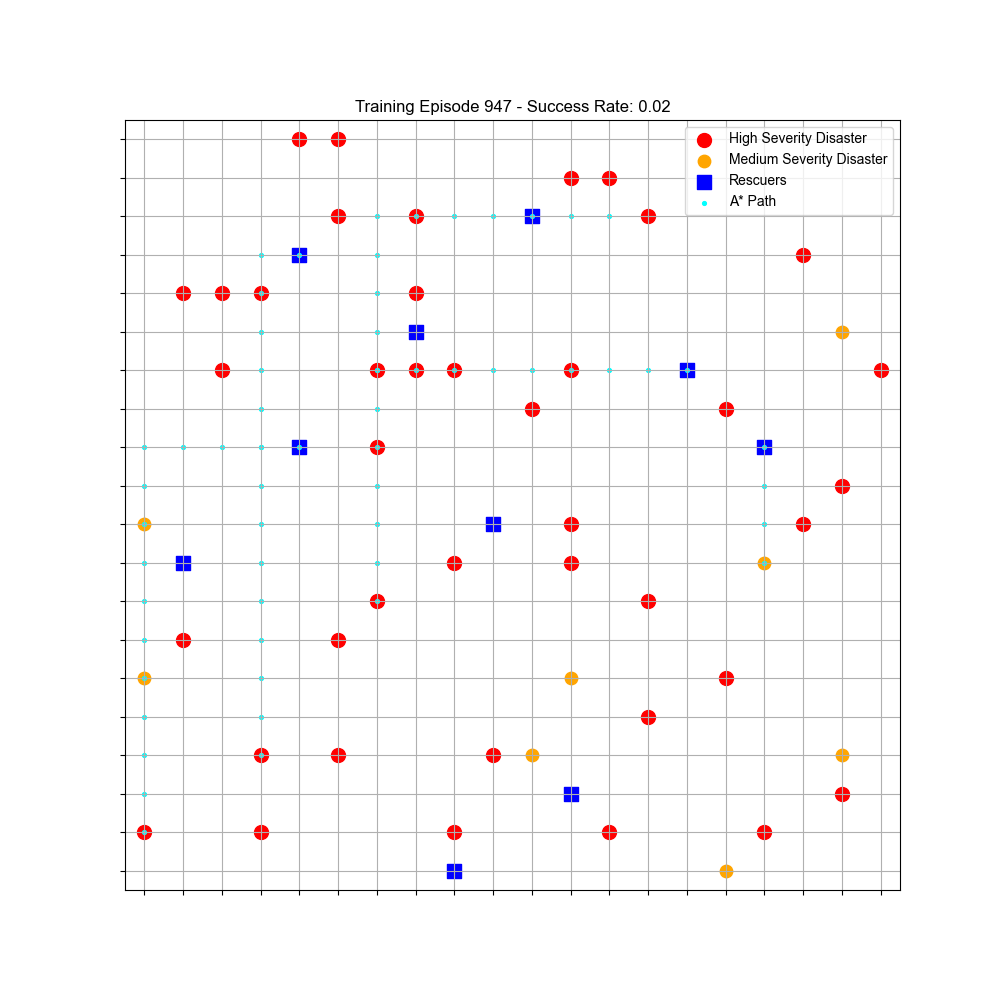 Training Episode 947 - Success Rate: 0.02
High Severity Disaster
Medium Severity Disaster
Rescuers
A* Path